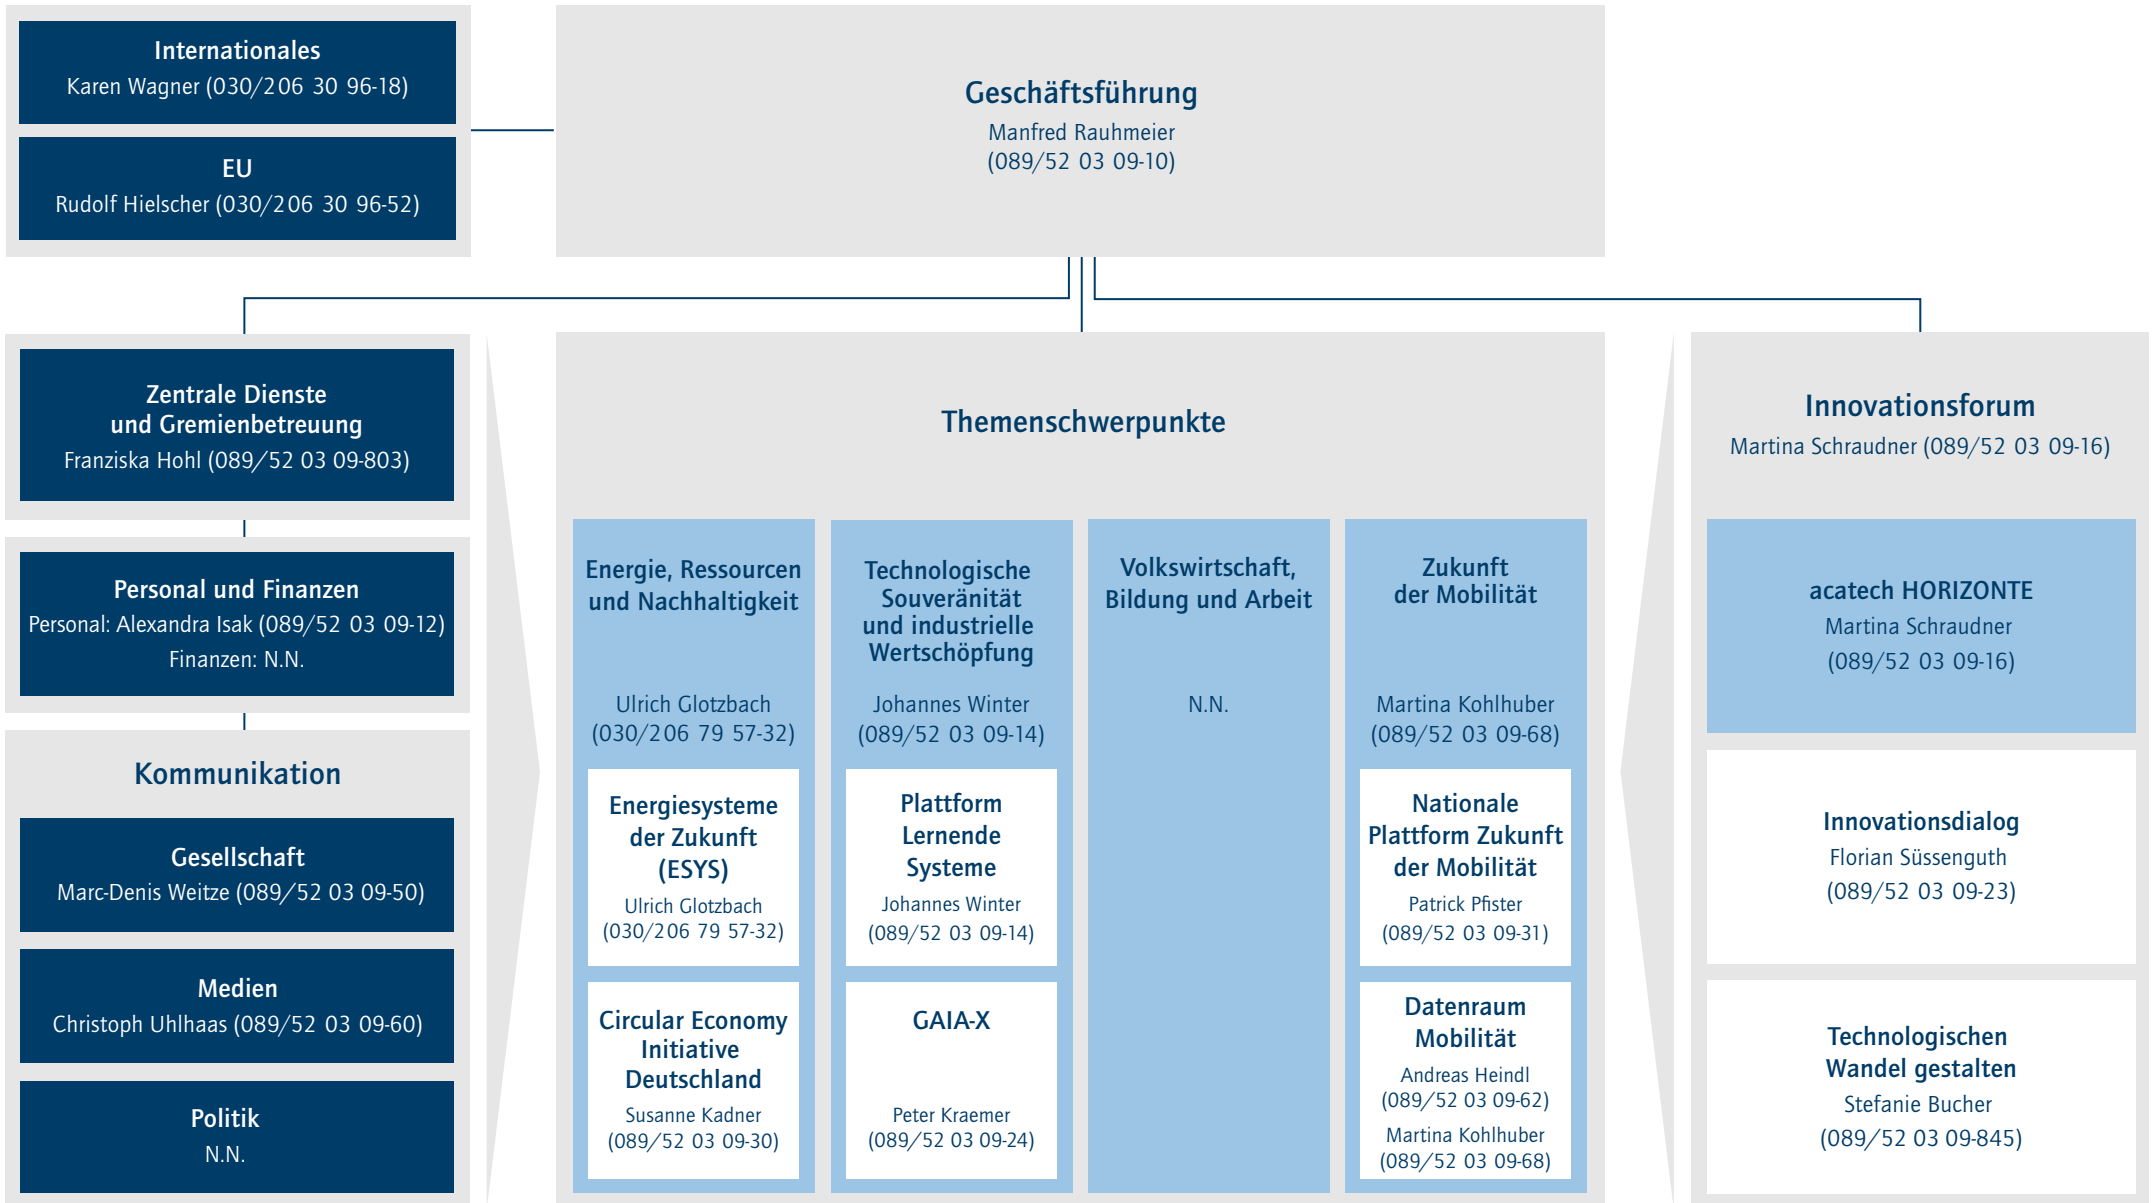 Internationales
Karen Wagner (030/206 30 96-18)
EU
Rudolf Hielscher (030/206 30 96-52)
Geschäftsführung
Manfred Rauhmeier
(089/52 03 09-10)
Zentrale Dienste
und Gremienbetreuung
Franziska Hohl (089/52 03 09-803)
Personal und Finanzen
Personal: Alexandra Isak (089/52 03 09-12)
Finanzen: N.N.
Kommunikation
Gesellschaft
Marc-Denis Weitze (089/52 03 09-50)
Medien
Christoph Uhlhaas (089/52 03 09-60)
Politik
N.N.
Themenschwerpunkte
Energie, Ressourcen
und Nachhaltigkeit
Ulrich Glotzbach
(030/206 79 57-32)
Energiesysteme
der Zukunft
(ESYS)
Ulrich Glotzbach
(030/206 79 57-32)
Circular Economy
Initiative
Deutschland
Susanne Kadner
(089/52 03 09-30)
Technologische
Souveränität
und industrielle
Wertschöpfung
Johannes Winter
(089/52 03 09-14)
Plattform
Lernende
Systeme
Johannes Winter
(089/52 03 09-14)
GAIA-X
Peter Kraemer
(089/52 03 09-24)
Volkswirtschaft,
Bildung und Arbeit
N.N.
Zukunft
der Mobilität
Martina Kohlhuber
(089/52 03 09-68)
Nationale
Plattform Zukunft
der Mobilität
Patrick Pfister
(089/52 03 09-31)
Datenraum
Mobilität
Andreas Heindl
(089/52 03 09-62)
Martina Kohlhuber
(089/52 03 09-68)
Innovationsforum
Martina Schraudner (089/52 03 09-16)
acatech HORIZONTE
Martina Schraudner
(089/52 03 09-16)
Innovationsdialog
Florian Süssenguth
(089/52 03 09-23)
Technologischen
Wandel gestalten
Stefanie Bucher
(089/52 03 09-845)